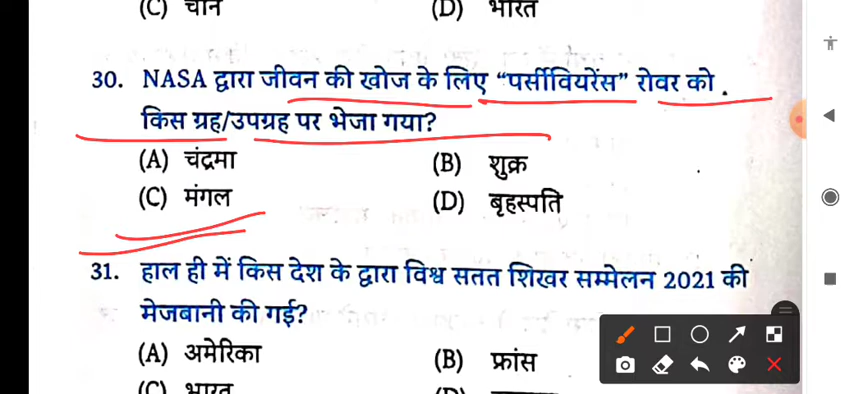 (C) चीन (D) भारत
30. NASA द्वारा जीवन की खोज के लिए “पर्सीवियरेंस” रोवर को
किस ग्रह/उपग्रह पर भेजा गया?
(A) चंद्रमा (B) शुक्र
(C) मंगल (D) बृहस्पति
31. हाल ही में किस देश के द्वारा विश्व सतत शिखर सम्मेलन 2021 की
मेजबानी की गई?
(A) अमेरिका (B) फ्रांस
(C) भारत (D)